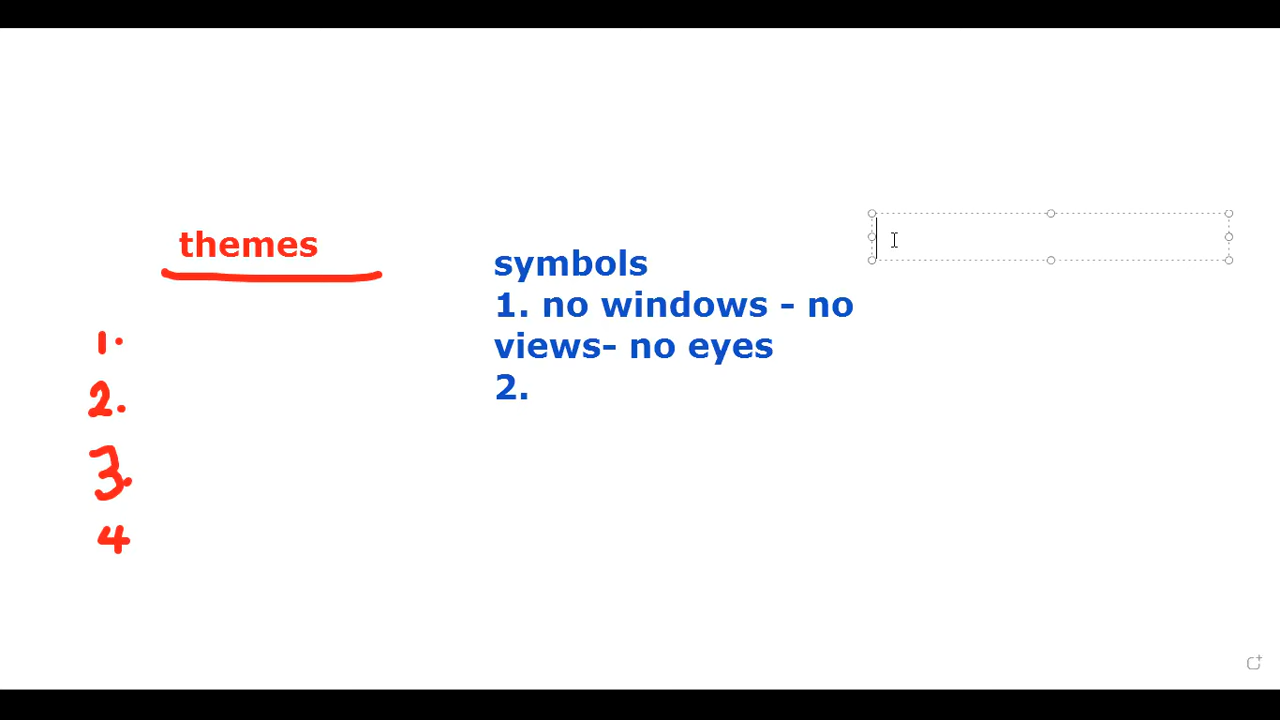 themes
1.
2.
3.
4
symbols
1. no windows - no
views- no eyes
2.